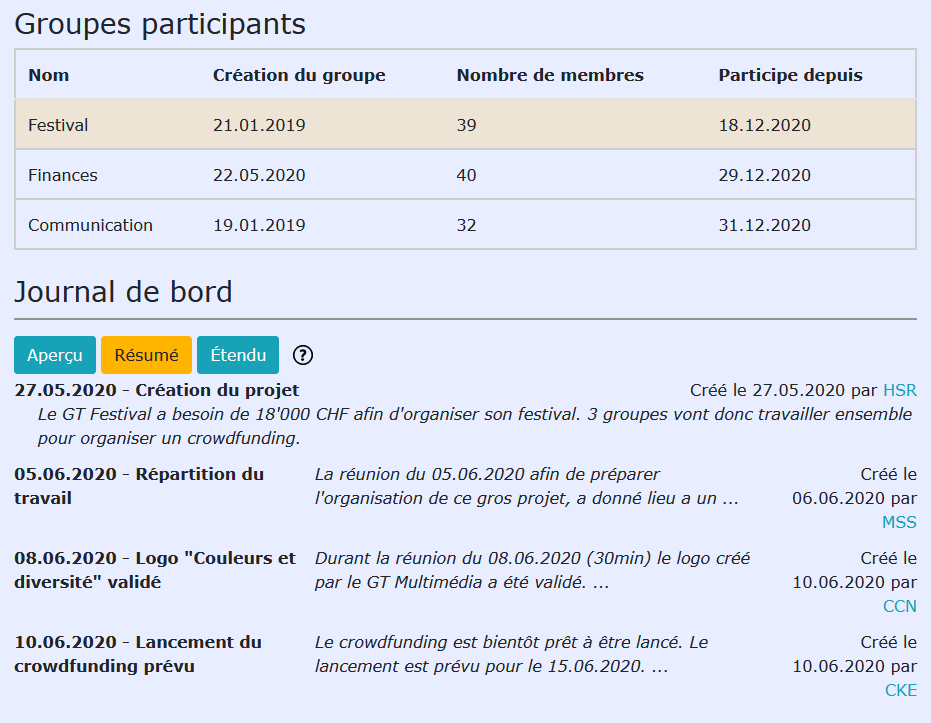 Groupes participants
Nom Création du groupe Nombre de membres Participe depuis
Festival 21.01.2019 39 18.12.2020
Finances 22.05.2020 40 29.12.2020
Communication 19.01.2019 32 31.12.2020
Journal de bord
Aperçu Résumé Étendu ?
27.05.2020 - Création du projet Créé le 27.05.2020 par HSR
Le GT Festival a besoin de 18'000 CHF afin d'organiser son festival. 3 groupes vont donc travailler ensemble
pour organiser un crowdfunding.
05.06.2020 - Répartition du La réunion du 05.06.2020 afin de préparer Créé le
travail l'organisation de ce gros projet, a donné lieu a un ... 06.06.2020 par
MSS
08.06.2020 - Logo "Couleurs et Durant la réunion du 08.06.2020 (30min) le logo créé Créé le
diversité" validé par le GT Multimédia a été validé. ... 10.06.2020 par
CCN
10.06.2020 - Lancement du Le crowdfunding est bientôt prêt à être lancé. Le Créé le
crowdfunding prévu lancement est prévu pour le 15.06.2020. ... 10.06.2020 par
CKE